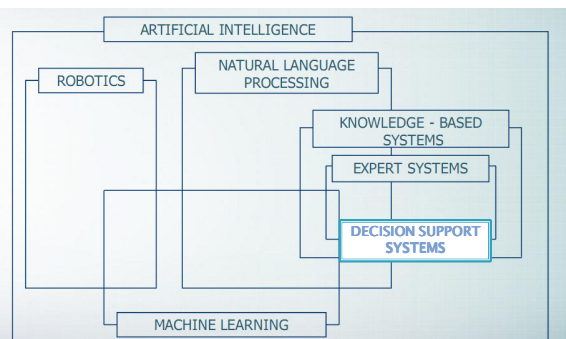 ARTIFICIAL INTELLIGENCE
NATURAL LANGUAGE
PROCESSING
ROBOTICS
KNOWLEDGE - BASED
SYSTEMS
EXPERT SYSTEMS
DECISION SUPPORT
SYSTEMS
MACHINE LEARNING